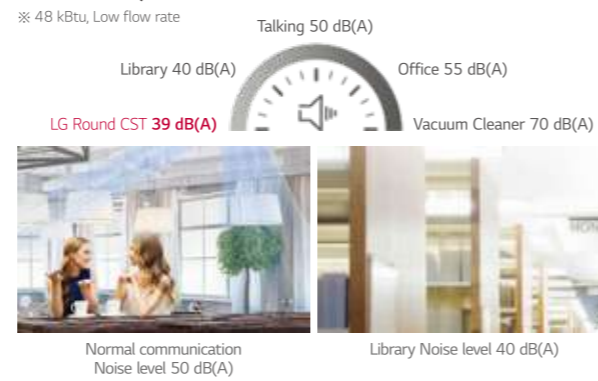 ※ 48 kBtu, Low flow rate
Talking 50 dB(A)
Library 40 dB(A)
Office 55 dB(A)
LG Round CST 39 dB(A)
Vacuum Cleaner 70 dB(A)
Normal communication
Noise level 50 dB(A)
Library Noise level 40 dB(A)